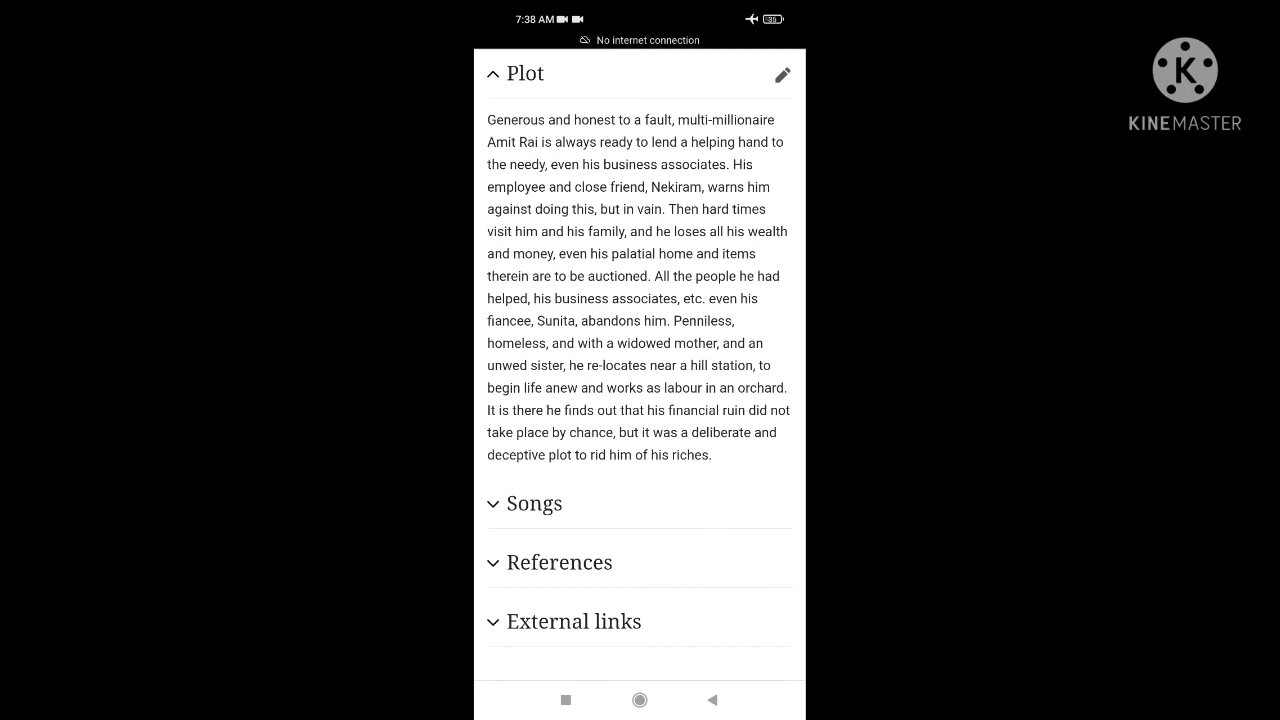 7:38 AM
35
No internet connection
K
KINEMASTER
Plot
Generous and honest to a fault, multi-millionaire
Amit Rai is always ready to lend a helping hand to
the needy, even his business associates. His
employee and close friend, Nekiram, warns him
against doing this, but in vain. Then hard times
visit him and his family, and he loses all his wealth
and money, even his palatial home and items
therein are to be auctioned. All the people he had
helped, his business associates, etc. even his
fiancee, Sunita, abandons him. Penniless,
homeless, and with a widowed mother, and an
unwed sister, he re-locates near a hill station, to
begin life anew and works as labour in an orchard.
It is there he finds out that his financial ruin did not
take place by chance, but it was a deliberate and
deceptive plot to rid him of his riches.
Songs
References
External links